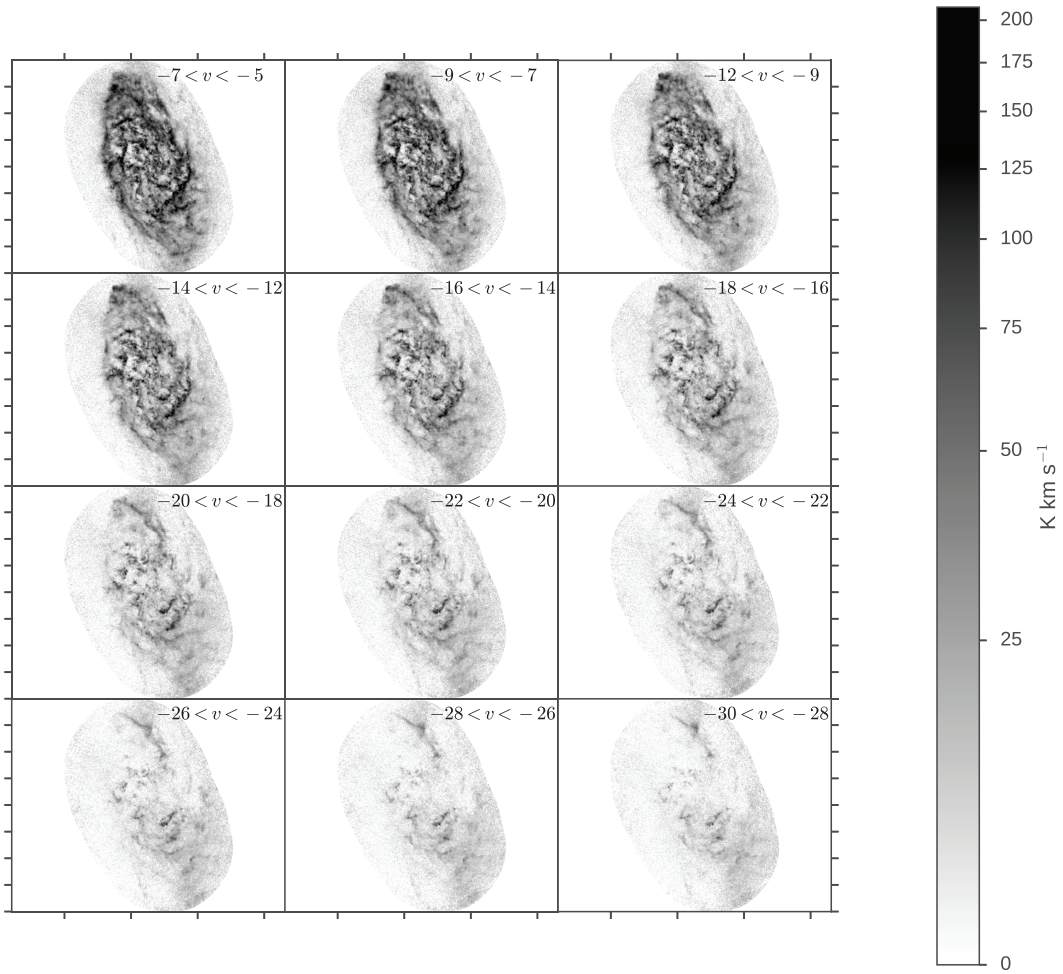 −7 < v < −5
−9 < v < −7
−12 < v < −9
−14 < v < −12
−16 < v < −14
−18 < v < −16
−20 < v < −18
−22 < v < −20
−24 < v < −22
−26 < v < −24
−28 < v < −26
−30 < v < −28
200
175
150
125
100
75
50
25
0
K km s⁻¹